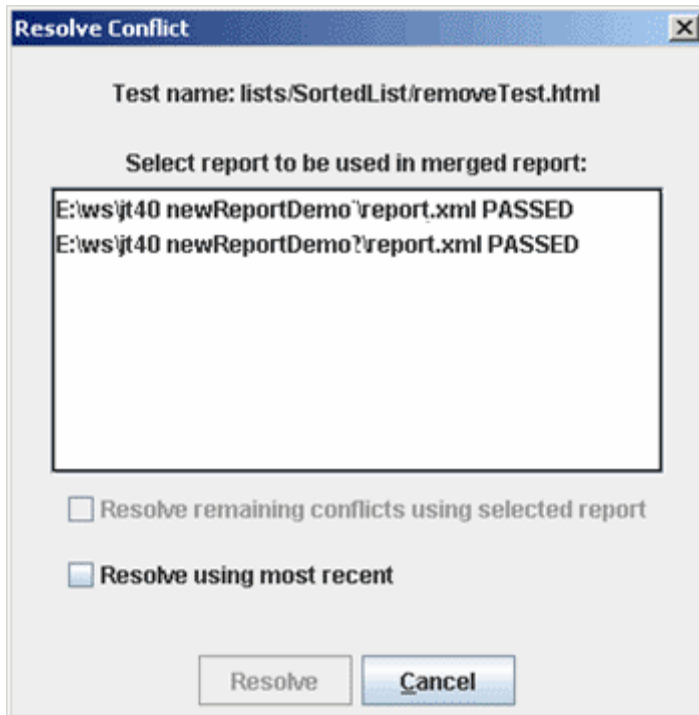 Resolve Conflict
Test name: lists/SortedList/removeTest.html
Select report to be used in merged report:
E:\ws\jt40 \report.xml PASSED
E:\ws\jt40 \report.xml PASSED
Resolve remaining conflicts using selected report
Resolve using most recent
Resolve
Cancel